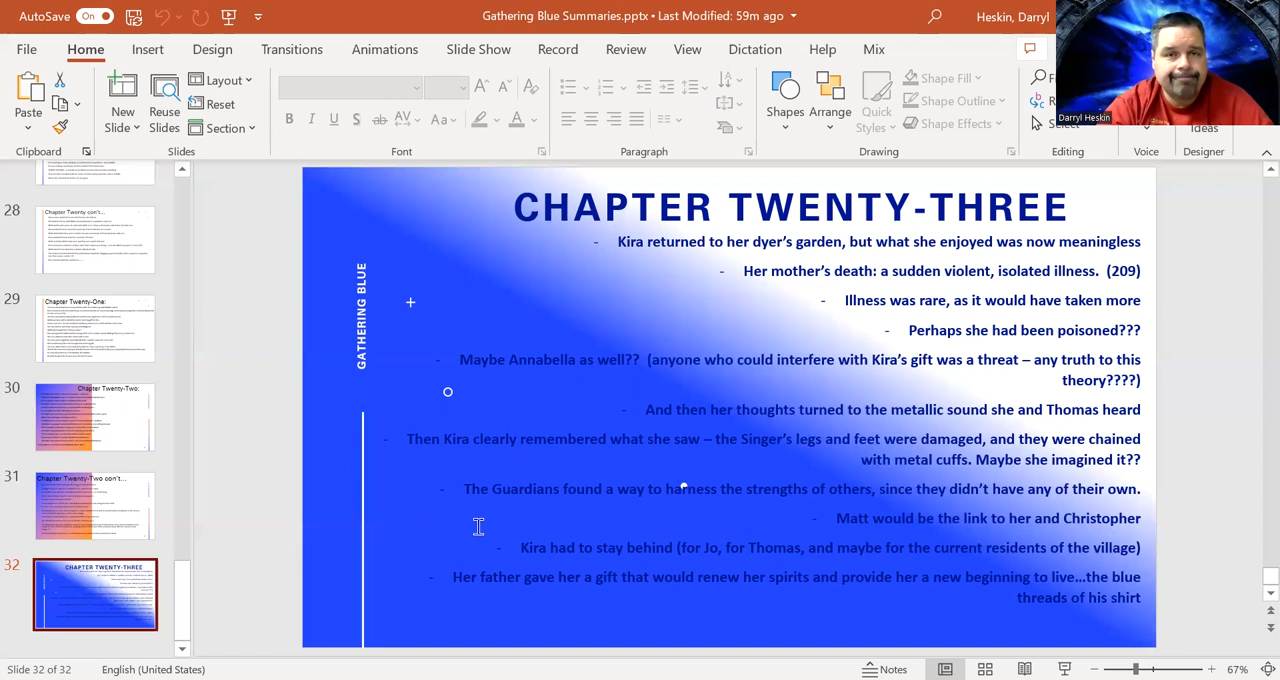 AutoSave
On
Gathering Blue Summaries.pptx • Last Modified: 59m ago
Heskin, Darryl
File
Home
Insert
Design
Transitions
Animations
Slide Show
Record
Review
View
Dictation
Help
Mix
Paste
New
Slide
Reuse
Slides
Layout
Reset
Section
B I U S ab AV Aa A
Shapes
Arrange
Quick
Styles
Shape Fill
Shape Outline
Shape Effects
Select
Ideas
Darryl Heskin
Clipboard
Slides
Font
Paragraph
Drawing
Editing
Voice
Designer
28
Chapter Twenty con't...
29
Chapter Twenty-One:
30
Chapter Twenty-Two:
31
Chapter Twenty-Two con't...
32
CHAPTER TWENTY-THREE
GATHERING BLUE
CHAPTER TWENTY-THREE
- Kira returned to her dyer's garden, but what she enjoyed was now meaningless
- Her mother's death: a sudden violent, isolated illness. (209)
- Illness was rare, as it would have taken more
- Perhaps she had been poisoned???
- Maybe Annabella as well?? (anyone who could interfere with Kira's gift was a threat – any truth to this
theory????)
- And then her thoughts turned to the metallic sound she and Thomas heard
- Then Kira clearly remembered what she saw – the Singer's legs and feet were damaged, and they were chained
with metal cuffs. Maybe she imagined it??
- The Guardians found a way to harness the strengths of others, since they didn't have any of their own.
- Matt would be the link to her and Christopher
- Kira had to stay behind (for Jo, for Thomas, and maybe for the current residents of the village)
- Her father gave her a gift that would renew her spirits and provide her a new beginning to live...the blue
threads of his shirt
Slide 32 of 32
English (United States)
Notes
67%